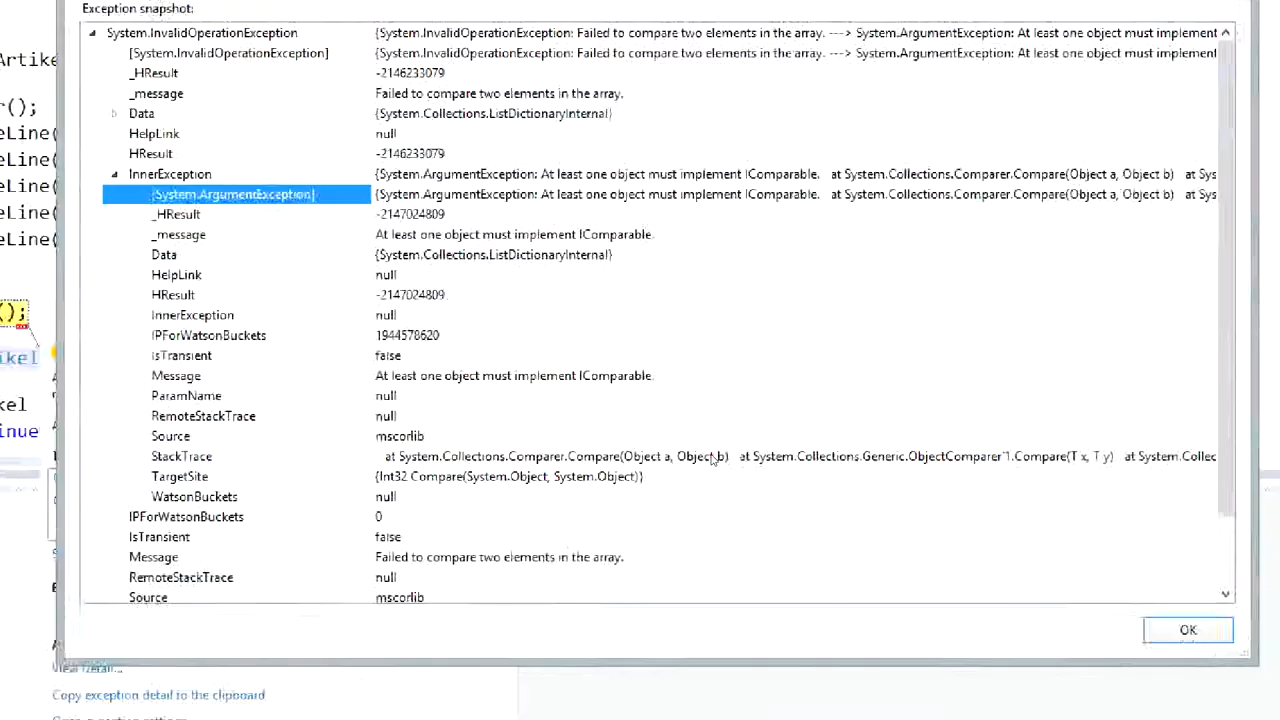 Exception snapshot:
System.InvalidOperationException {System.InvalidOperationException: Failed to compare two elements in the array. ---> System.ArgumentException: At least one object must implement
[System.InvalidOperationException] {System.InvalidOperationException: Failed to compare two elements in the array. ---> System.ArgumentException: At least one object must implement
_HResult -2146233079
_message Failed to compare two elements in the array.
Data {System.Collections.ListDictionaryInternal}
HelpLink null
HResult -2146233079
InnerException {System.ArgumentException: At least one object must implement IComparable. at System.Collections.Comparer.Compare(Object a, Object b) at Sys
[System.ArgumentException] {System.ArgumentException: At least one object must implement IComparable. at System.Collections.Comparer.Compare(Object a, Object b) at Sys
_HResult -2147024809
_message At least one object must implement IComparable.
Data {System.Collections.ListDictionaryInternal}
HelpLink null
HResult -2147024809
InnerException null
IPForWatsonBuckets 1944578620
IsTransient false
Message At least one object must implement IComparable.
ParamName null
RemoteStackTrace null
Source mscorlib
StackTrace at System.Collections.Comparer.Compare(Object a, Object b) at System.Collections.Generic.ObjectComparer`1.Compare(T x, T y) at System.Collec
TargetSite {Int32 Compare(System.Object, System.Object)}
WatsonBuckets null
IPForWatsonBuckets 0
IsTransient false
Message Failed to compare two elements in the array.
RemoteStackTrace null
Source mscorlib
OK
Artike
r();
eLine(
eLine(
eLine(
eLine(
eLine(
();
ikel
kel
inue
View Detail...
Copy exception detail to the clipboard